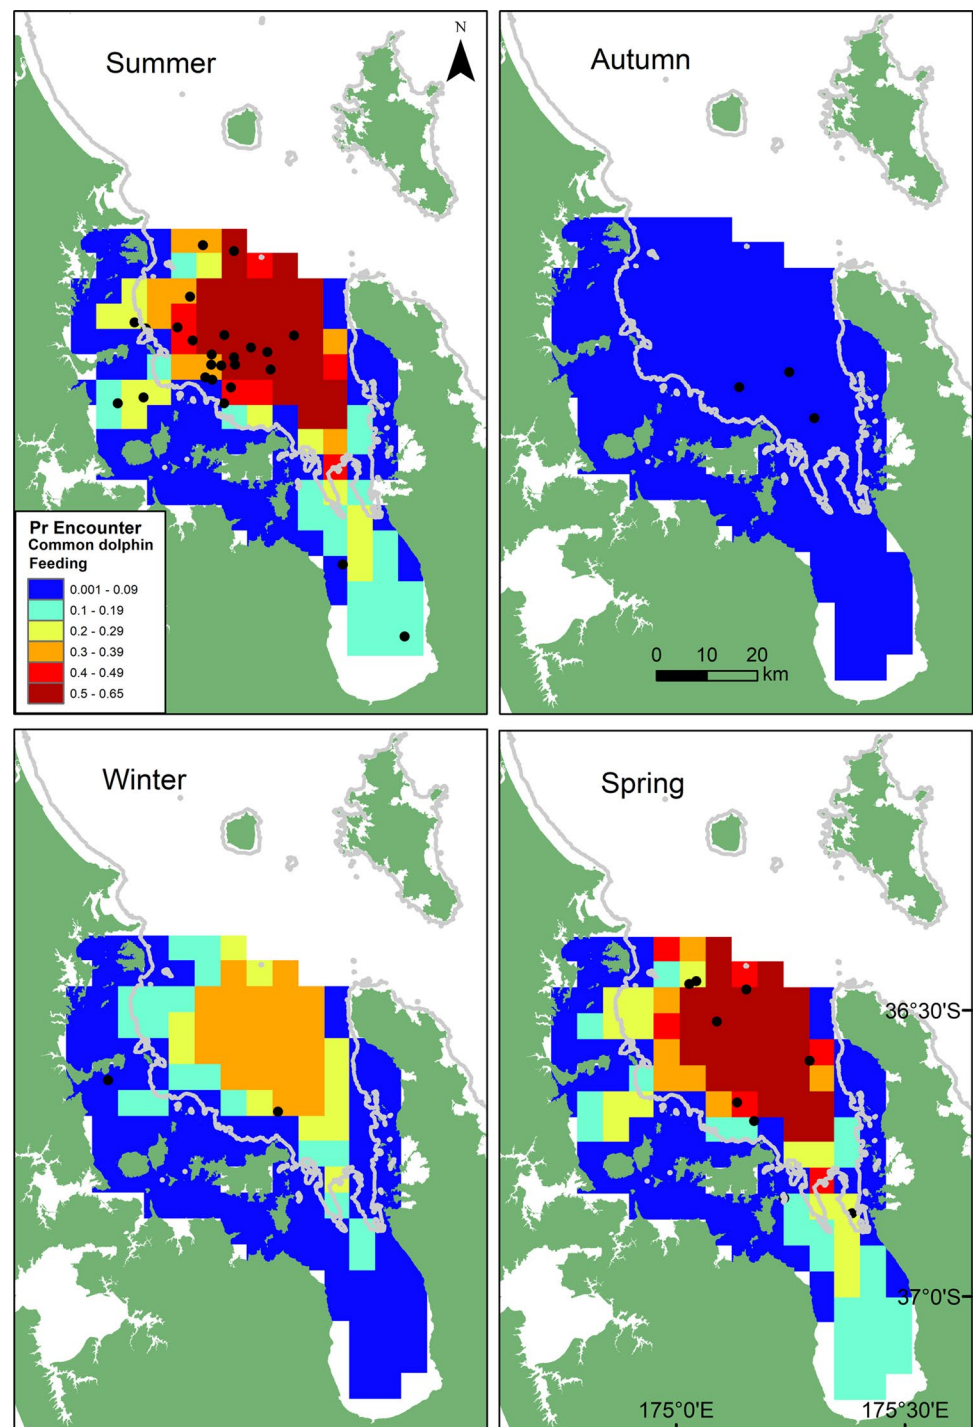 Summer
N
Autumn
Pr Encounter
Common dolphin
Feeding
0.001 - 0.09
0.1 - 0.19
0.2 - 0.29
0.3 - 0.39
0.4 - 0.49
0.5 - 0.65
0 10 20
km
Winter
Spring
36°30'S
37°0'S
175°0'E
175°30'E